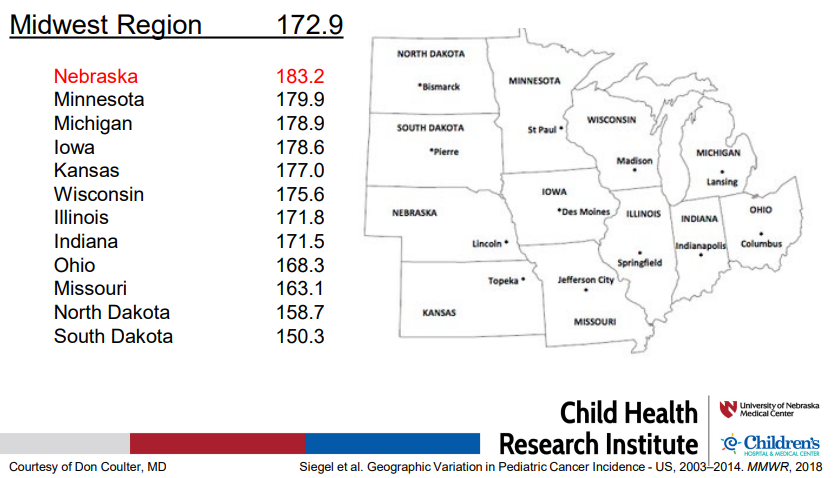 Midwest Region 172.9
Nebraska 183.2
Minnesota 179.9
Michigan 178.9
Iowa 178.6
Kansas 177.0
Wisconsin 175.6
Illinois 171.8
Indiana 171.5
Ohio 168.3
Missouri 163.1
North Dakota 158.7
South Dakota 150.3
NORTH DAKOTA
*Bismarck
MINNESOTA
SOUTH DAKOTA
*Pierre
St Paul*
WISCONSIN
Madison
MICHIGAN
Lansing
IOWA
*Des Moines
NEBRASKA
Lincoln*
ILLINOIS
Springfield
INDIANA
Indianapolis
OHIO
Columbus
Topeka*
KANSAS
Jefferson City
MISSOURI
Child Health
Research Institute
University of Nebraska
Medical Center
Children's
HOSPITAL & MEDICAL CENTER
Courtesy of Don Coulter, MD
Siegel et al. Geographic Variation in Pediatric Cancer Incidence - US, 2003–2014. MMWR, 2018